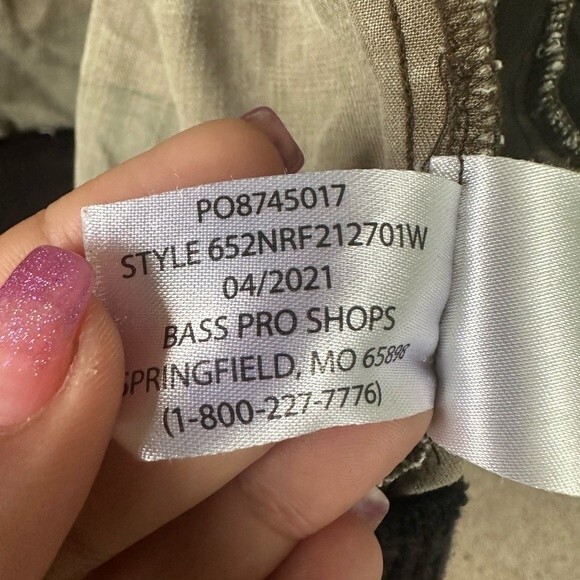 PO8745017
STYLE 652NRF212701W
04/2021
BASS PRO SHOPS
SPRINGFIELD, MO 65898
(1-800-227-7776)